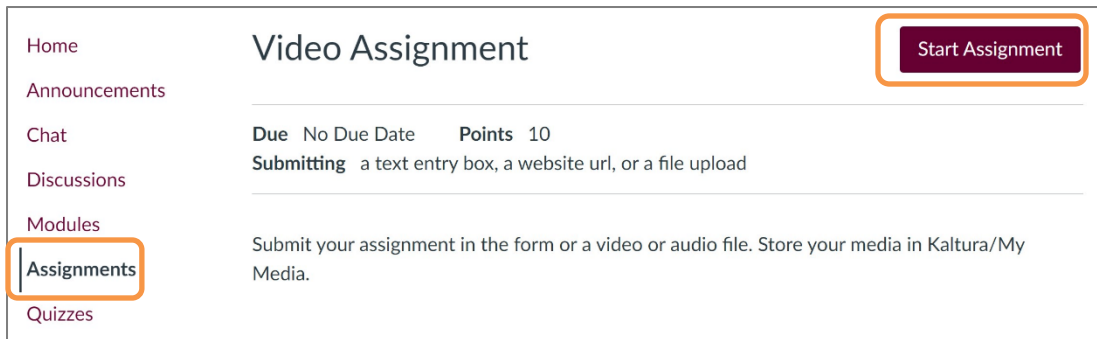 Home
Announcements
Chat
Discussions
Modules
Assignments
Quizzes
Video Assignment
Start Assignment
Due No Due Date Points 10
Submitting a text entry box, a website url, or a file upload
Submit your assignment in the form or a video or audio file. Store your media in Kaltura/My
Media.